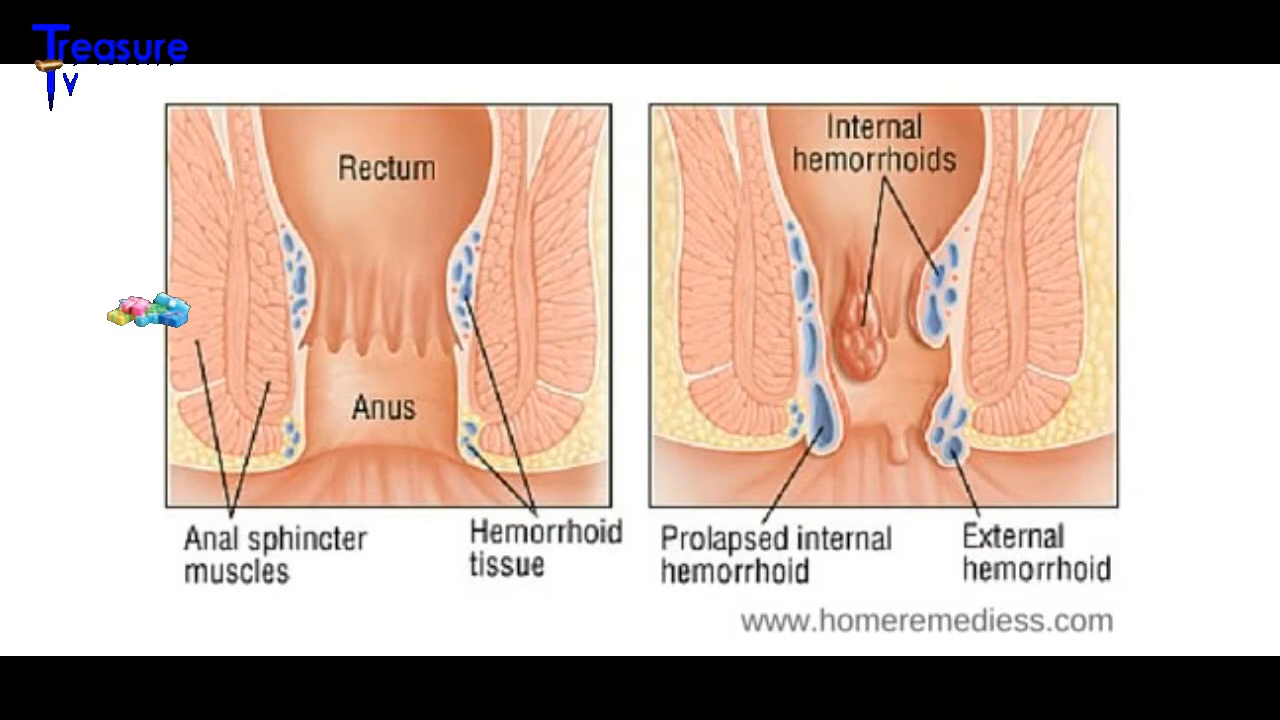 Treasure
Tv
Rectum
Anus
Anal sphincter
muscles
Hemorrhoid
tissue
Internal
hemorrhoids
Prolapsed internal
hemorrhoid
External
hemorrhoid
www.homeremediess.com